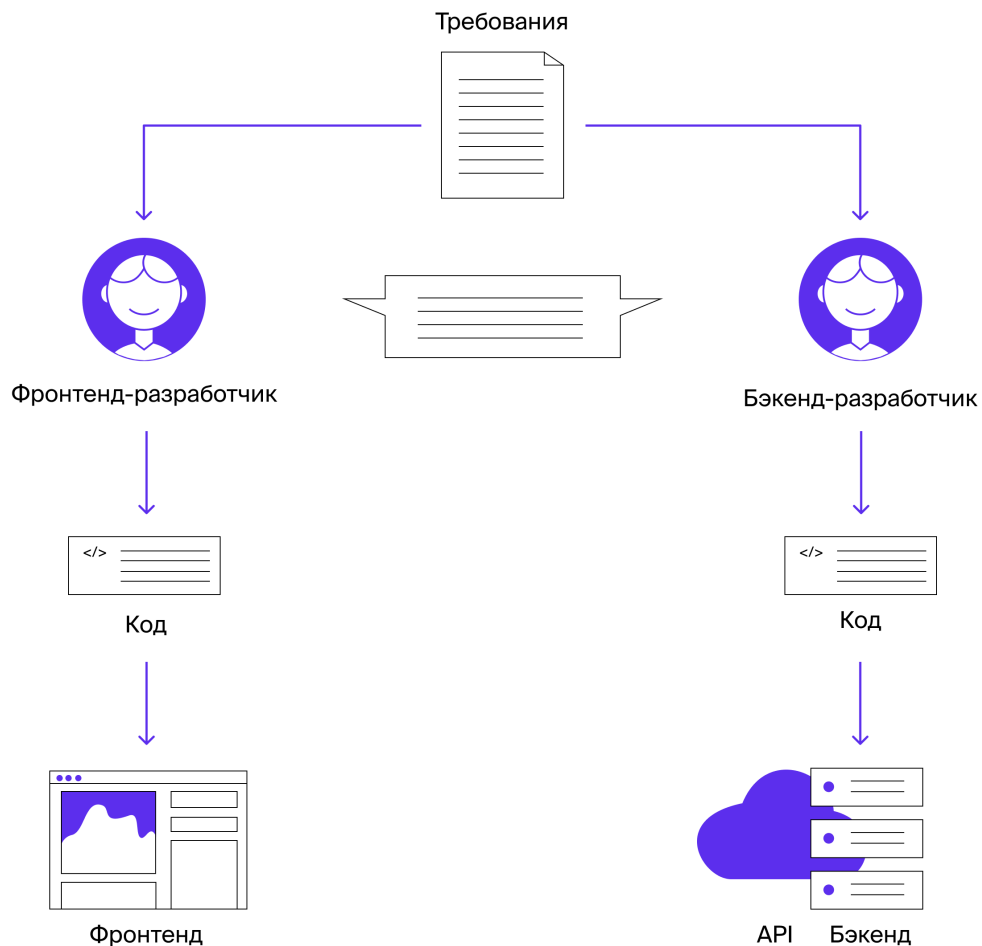 Требования
Фронтенд-разработчик
Бэкенд-разработчик
</>
</>
Код
Код
Фронтенд
API
Бэкенд